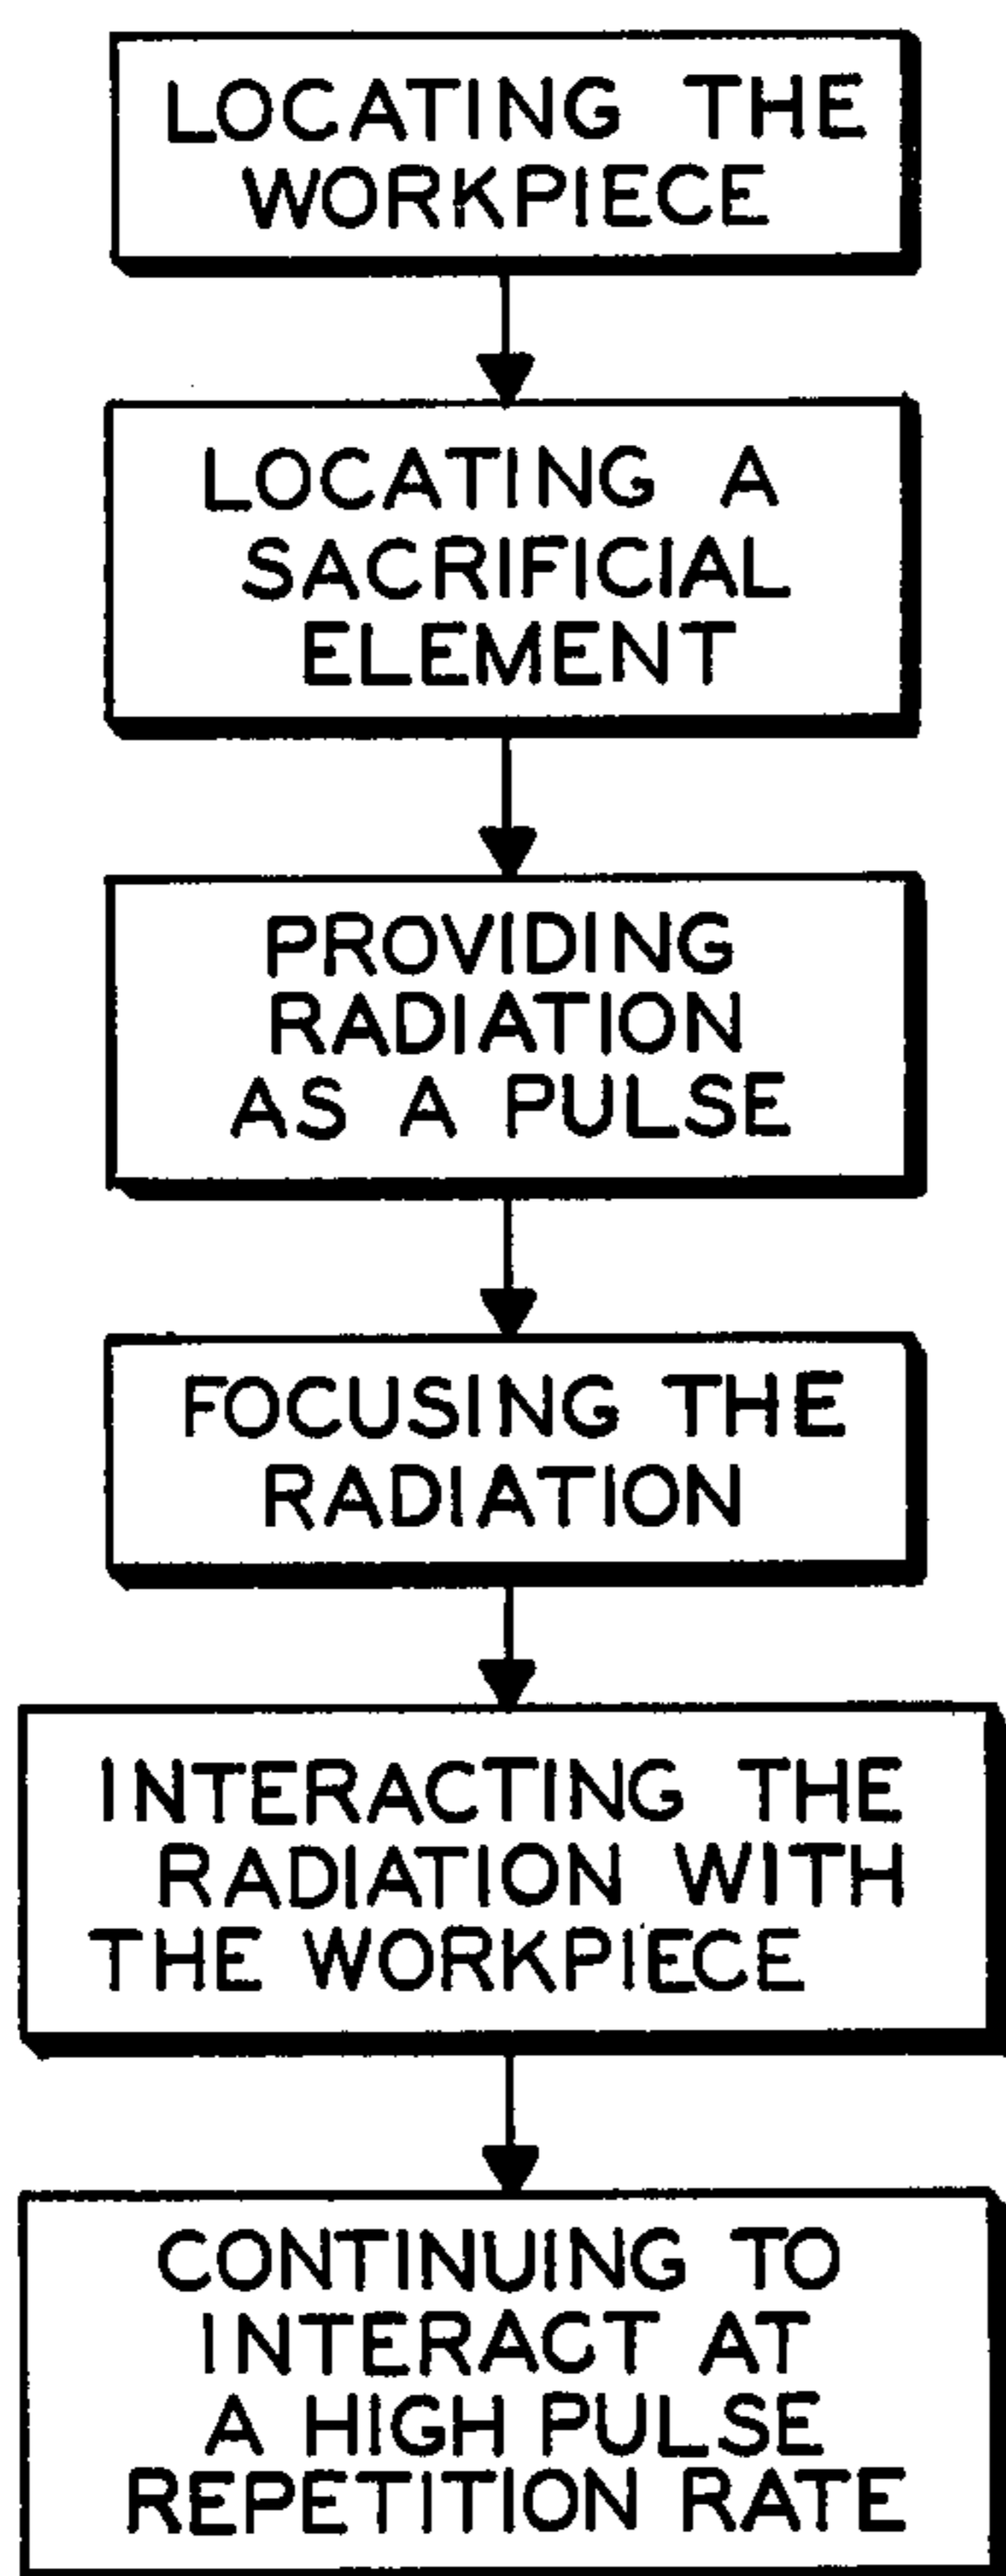 LOCATING THE
WORKPIECE
LOCATING A
SACRIFICIAL
ELEMENT
PROVIDING
RADIATION
AS A PULSE
FOCUSING THE
RADIATION
INTERACTING THE
RADIATION WITH
THE WORKPIECE
CONTINUING TO
INTERACT AT
A HIGH PULSE
REPETITION RATE